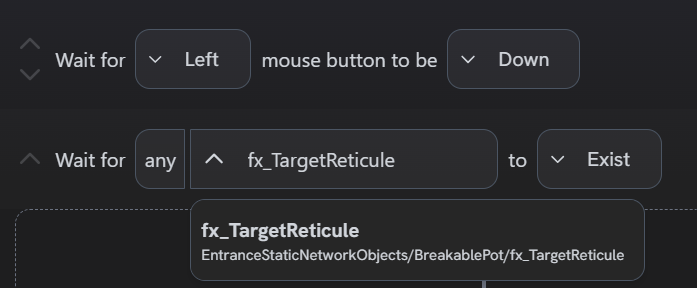 Wait for Left mouse button to be Down
Wait for any fx_TargetReticule to Exist
fx_TargetReticule
EntranceStaticNetworkObjects/BreakablePot/fx_TargetReticule